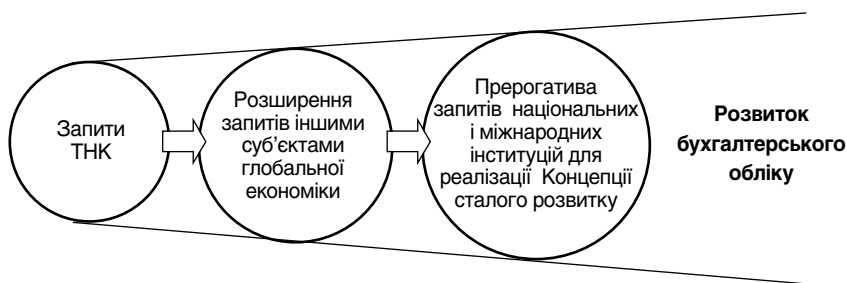 Запити
ТНК
Розширення
запитів іншими
суб’єктами
глобальної
економіки
Прерогатива
запитів національних
і міжнародних
інституцій для
реалізації Концепції
сталого розвитку
Розвиток
бухгалтерського
обліку